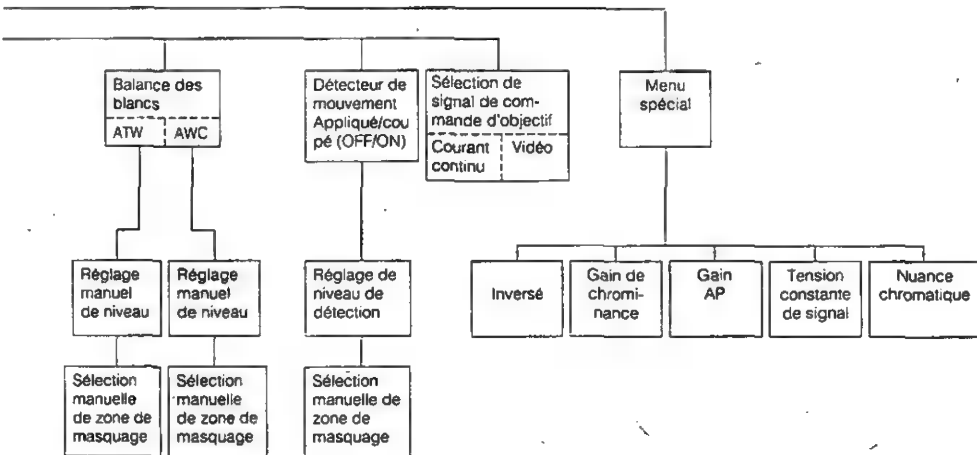 Balance des
blancs
ATW
AWC
Détecteur de
mouvement
Appliqué/cou
pé (OFF/ON)
Sélection de
signal de com-
mande d'objectif
Courant
continu
Vidéo
Menu
spécial
Réglage
manuel
de niveau
Réglage
manuel
de niveau
Réglage de
niveau de
détection
Inversé
Gain de
chromi-
nance
Gain
AP
Tension
constante
de signal
Nuance
chromatique
Sélection
manuelle
de zone de
masquage
Sélection
manuelle
de zone de
masquage
Sélection
manuelle de
zone de
masquage